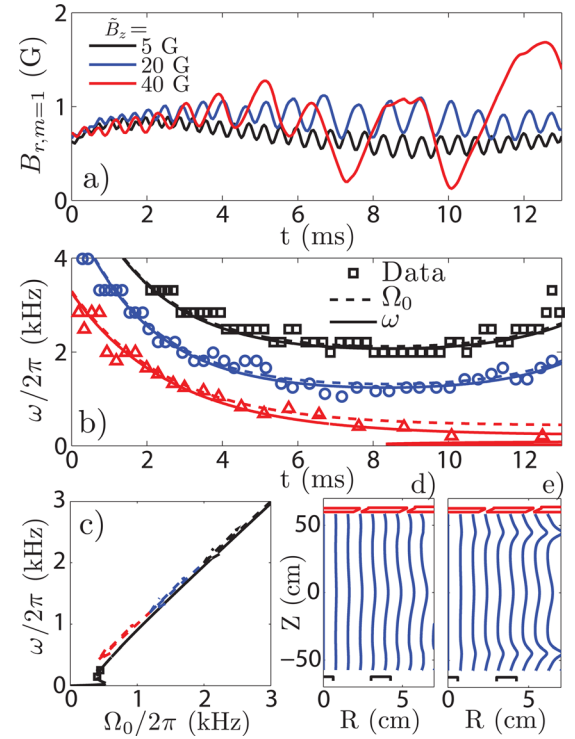 2
B̃z=
5 G
20 G
40 G
1
B_{r,m=1} (G)
a)
0
0 2 4 6 8 10 12
t (ms)
b)
4
Data
Ω₀
ω
2
ω/2π (kHz)
0
0 2 4 6 8 10 12
t (ms)
c)
3
2
1
0
ω/2π (kHz)
0 1 2 3
Ω₀/2π (kHz)
d)
e)
50
0
−50
Z (cm)
0 5
R (cm)
0 5
R (cm)